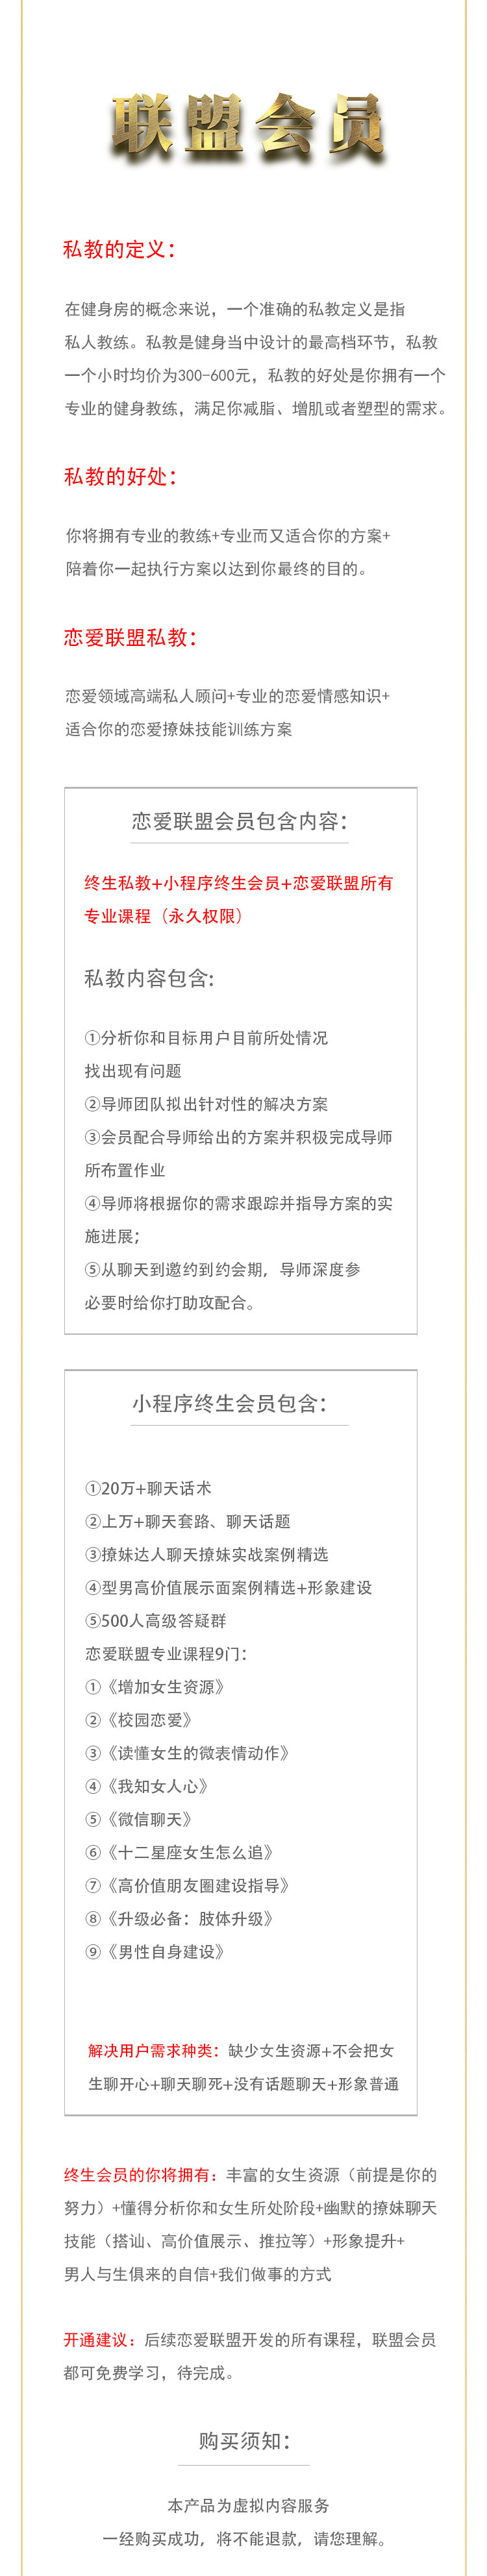 联盟会员
私教的定义：
在健身房的概念来说，一个准确的私教定义是指
私人教练。私教是健身当中设计的最高档环节，私教
一个小时均价为300-600元，私教的好处是你拥有一个
专业的健身教练，满足你减脂、增肌或者塑型的需求。
私教的好处：
你将拥有专业的教练+专业而又适合你的方案+
陪着你一起执行方案以达到你最终的目的。
恋爱联盟私教：
恋爱领域高端私人顾问+专业的恋爱情感知识+
适合你的恋爱撩妹技能训练方案
恋爱联盟会员包含内容：
终生私教+小程序终生会员+恋爱联盟所有
专业课程（永久权限）
私教内容包含：
①分析你和目标用户目前所处情况
找出现有问题
②导师团队拟出针对性的解决方案
③会员配合导师给出的方案并积极完成导师
所布置作业
④导师将根据你的需求跟踪并指导方案的实
施进展；
⑤从聊天到邀约到约会期，导师深度参
必要时给你打助攻配合。
小程序终生会员包含：
①20万+聊天话术
②上万+聊天套路、聊天话题
③撩妹达人聊天撩妹实战案例精选
④型男高价值展示面案例精选+形象建设
⑤500人高级答疑群
恋爱联盟专业课程9门：
①《增加女生资源》
②《校园恋爱》
③《读懂女生的微表情动作》
④《我知女人心》
⑤《微信聊天》
⑥《十二星座女生怎么追》
⑦《高价值朋友圈建设指导》
⑧《升级必备：肢体升级》
⑨《男性自身建设》
解决用户需求种类：缺少女生资源+不会把女
生聊开心+聊天聊死+没有话题聊天+形象普通
终生会员的你将拥有：丰富的女生资源（前提是你的
努力）+懂得分析你和女生所处阶段+幽默的撩妹聊天
技能（搭讪、高价值展示、推拉等）+形象提升+
男人与生俱来的自信+我们做事的方式
开通建议：后续恋爱联盟开发的所有课程，联盟会员
都可免费学习，待完成。
购买须知：
本产品为虚拟内容服务
一经购买成功，将不能退款，请您理解。